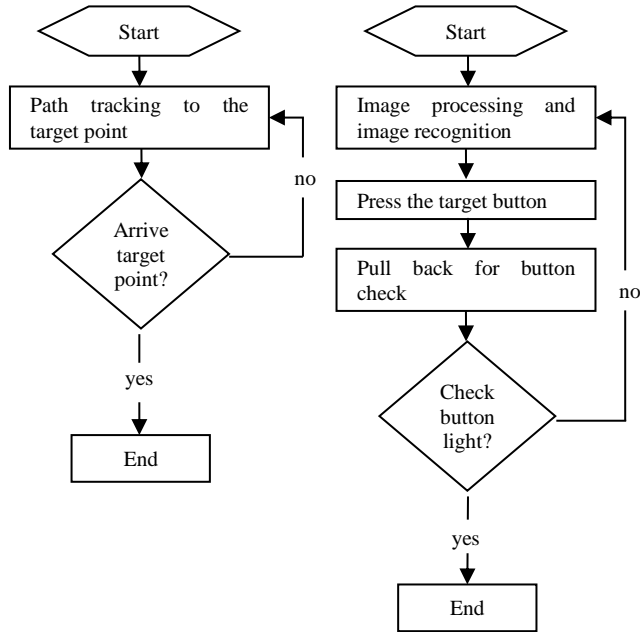 Start
Path tracking to the
target point
no
Arrive
target
point?
yes
End
Start
Image processing and
image recognition
Press the target button
Pull back for button
check
no
Check
button
light?
yes
End